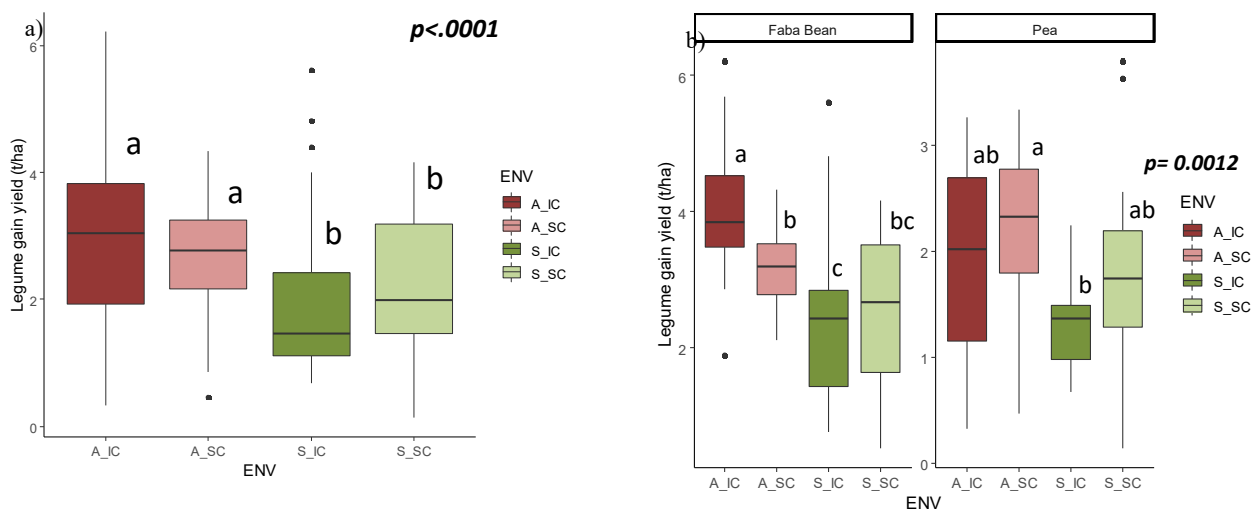 a)
p<.0001
Legume gain yield (t/ha)
6
4
2
0
a
a
b
b
A_IC
A_SC
S_IC
S_SC
ENV
ENV
A_IC
A_SC
S_IC
S_SC
b)
Faba Bean
Pea
Legume gain yield (t/ha)
6
4
2
a
b
c
bc
A_IC
A_SC
S_IC
S_SC
3
2
1
0
ab
a
b
ab
A_IC
A_SC
S_IC
S_SC
ENV
p= 0.0012
ENV
A_IC
A_SC
S_IC
S_SC